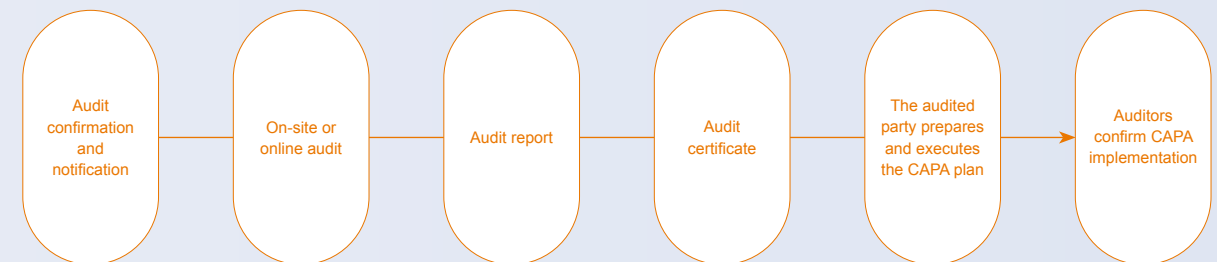 Audit
confirmation
and
notification
On-site or
online audit
Audit report
Audit
certificate
The audited
party prepares
and executes
the CAPA plan
Auditors
confirm CAPA
implementation